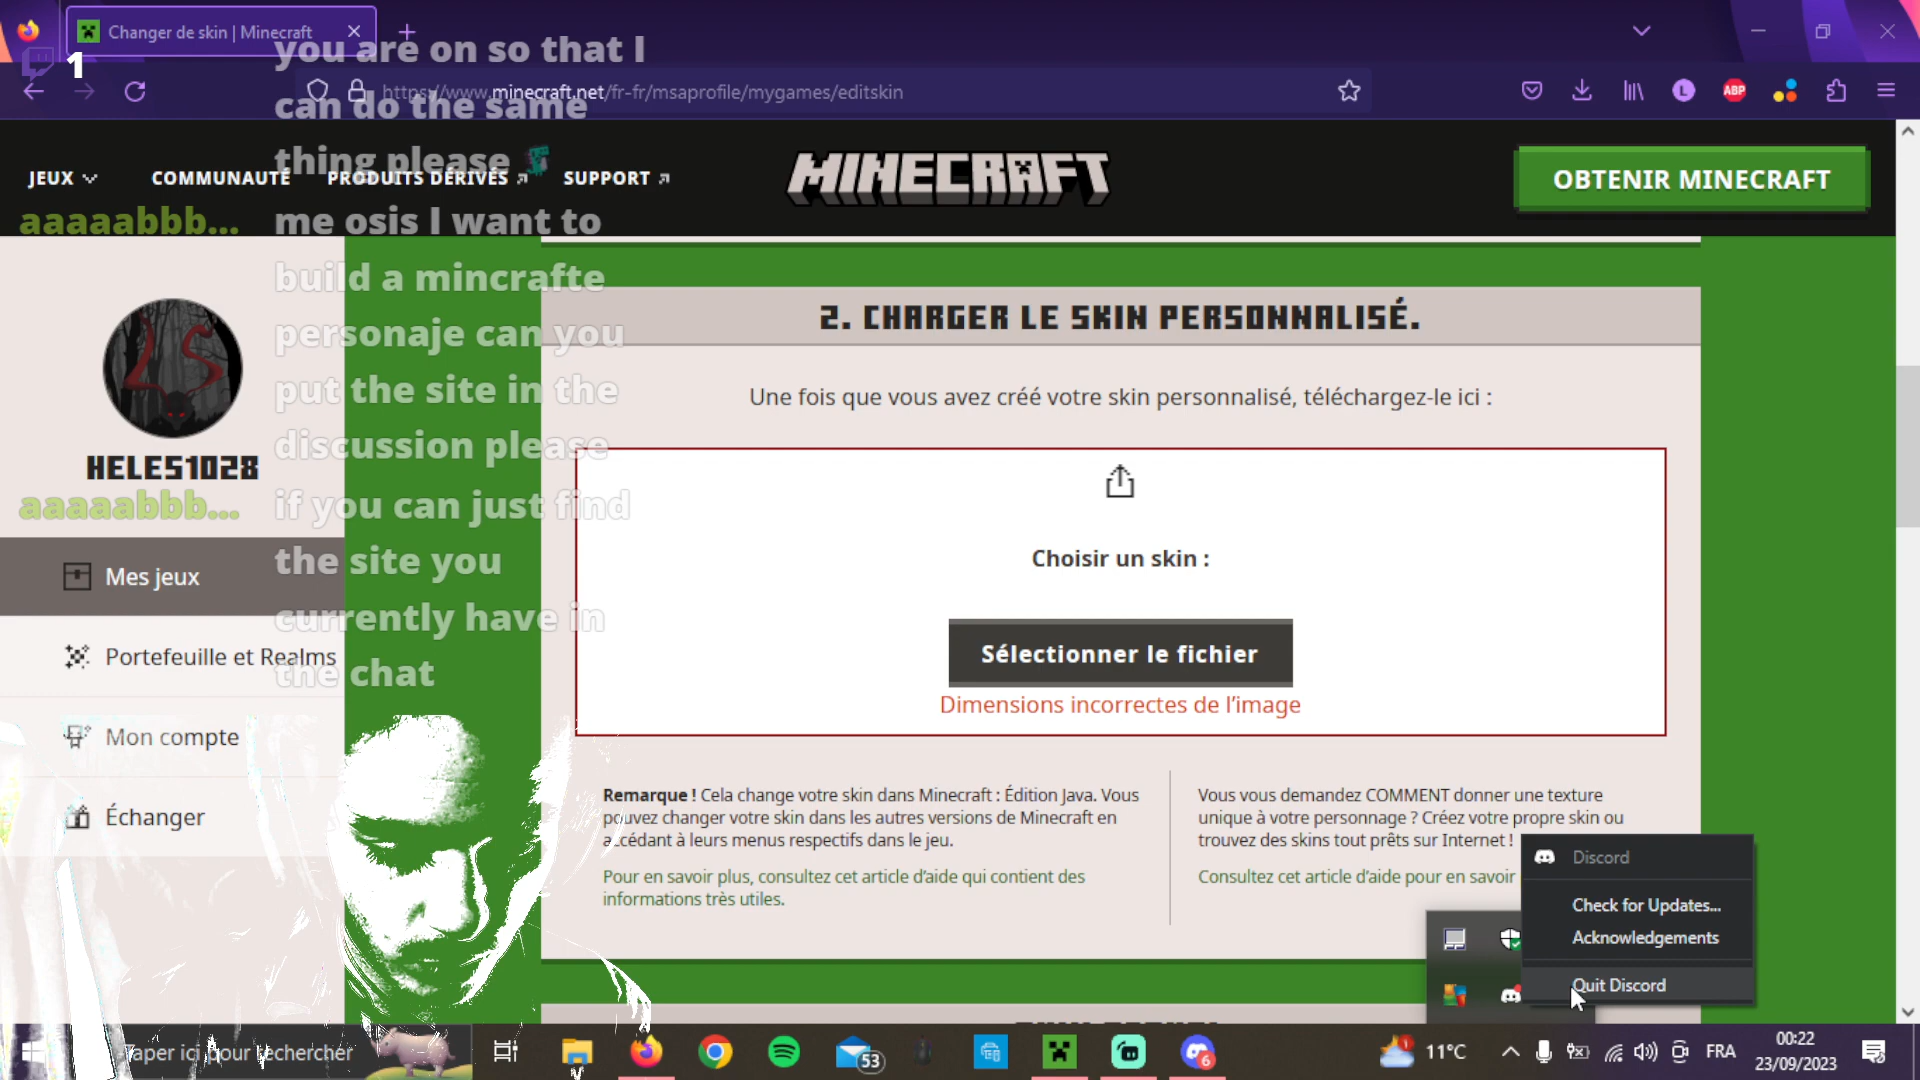 Changer de skin | Minecraft
1
https://www.minecraft.net/fr-fr/msaprofile/mygames/editskin
L
ABP
you are on so that I
can do the same
thing please
JEUX
COMMUNAUTÉ
PRODUITS DÉRIVÉS
SUPPORT
MINECRAFT
OBTENIR MINECRAFT
aaaaabbb... me osis I want to
build a mincrafte
personaje can you
put the site in the
discussion please
HELES1028
aaaaabbb... if you can just find
the site you
currently have in
the chat
Mes jeux
Portefeuille et Realms
Mon compte
Échanger
2. CHARGER LE SKIN PERSONNALISÉ.
Une fois que vous avez créé votre skin personnalisé, téléchargez-le ici :
Choisir un skin :
Sélectionner le fichier
Dimensions incorrectes de l'image
Remarque ! Cela change votre skin dans Minecraft : Édition Java. Vous
pouvez changer votre skin dans les autres versions de Minecraft en
accédant à leurs menus respectifs dans le jeu.
Pour en savoir plus, consultez cet article d'aide qui contient des
informations très utiles.
Vous vous demandez COMMENT donner une texture
unique à votre personnage ? Créez votre propre skin ou
trouvez des skins tout prêts sur Internet !
Consultez cet article d'aide pour en savoir
Discord
Check for Updates...
Acknowledgements
Quit Discord
Taper ici pour rechercher
53
6
11°C
FRA
00:22
23/09/2023